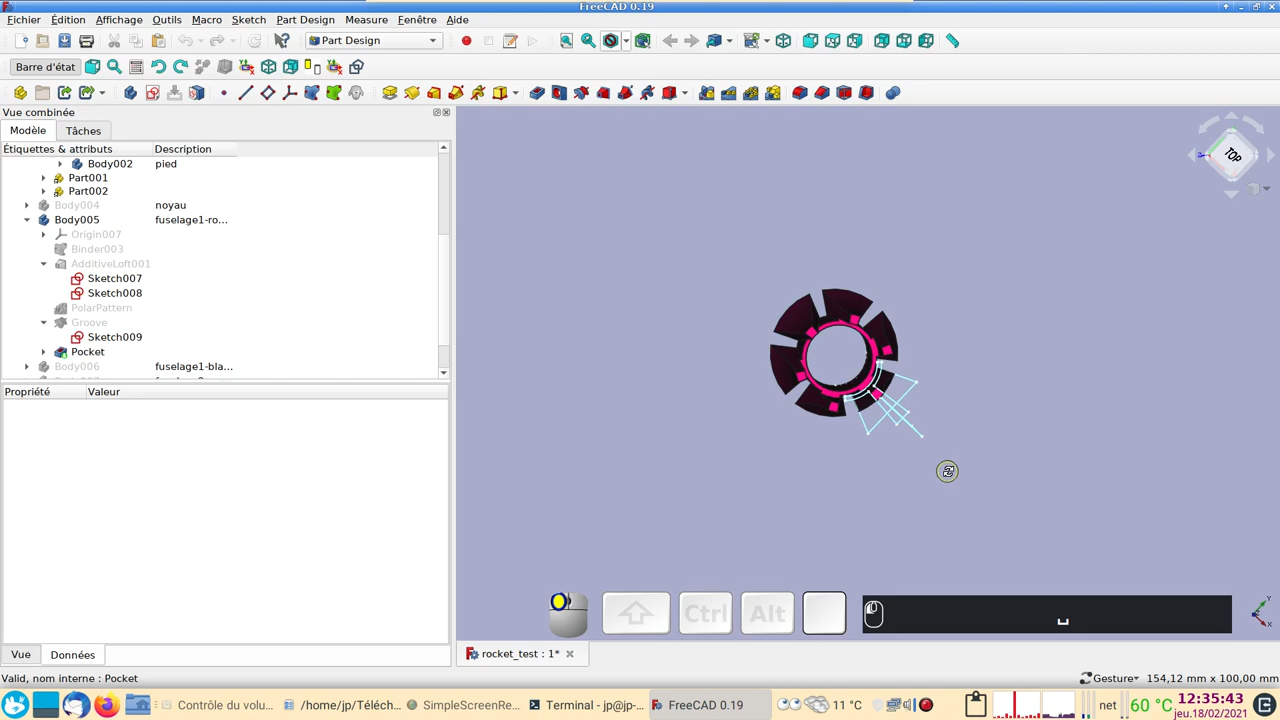 FreeCAD 0.19
Fichier Édition Affichage Outils Macro Sketch Part Design Measure Fenêtre Aide
Part Design
Barre d'état
Vue combinée
Modèle Tâches
Étiquettes & attributs Description
Body002 pied
Part001
Part002
Body004 noyau
Body005 fuselage1-ro...
Origin007
Binder003
AdditiveLoft001
Sketch007
Sketch008
PolarPattern
Groove
Sketch009
Pocket
Body006 fuselage1-bla...
Propriété Valeur
TOP
Ctrl Alt
Vue Données
rocket_test : 1*
Valid, nom interne : Pocket
Gesture 154,12 mm x 100,00 mm
Contrôle du volu... /home/jp/Téléch... SimpleScreenRe... Terminal - jp@jp-... FreeCAD 0.19 11 °C net 60 °C 12:35:43
jeu.18/02/2021